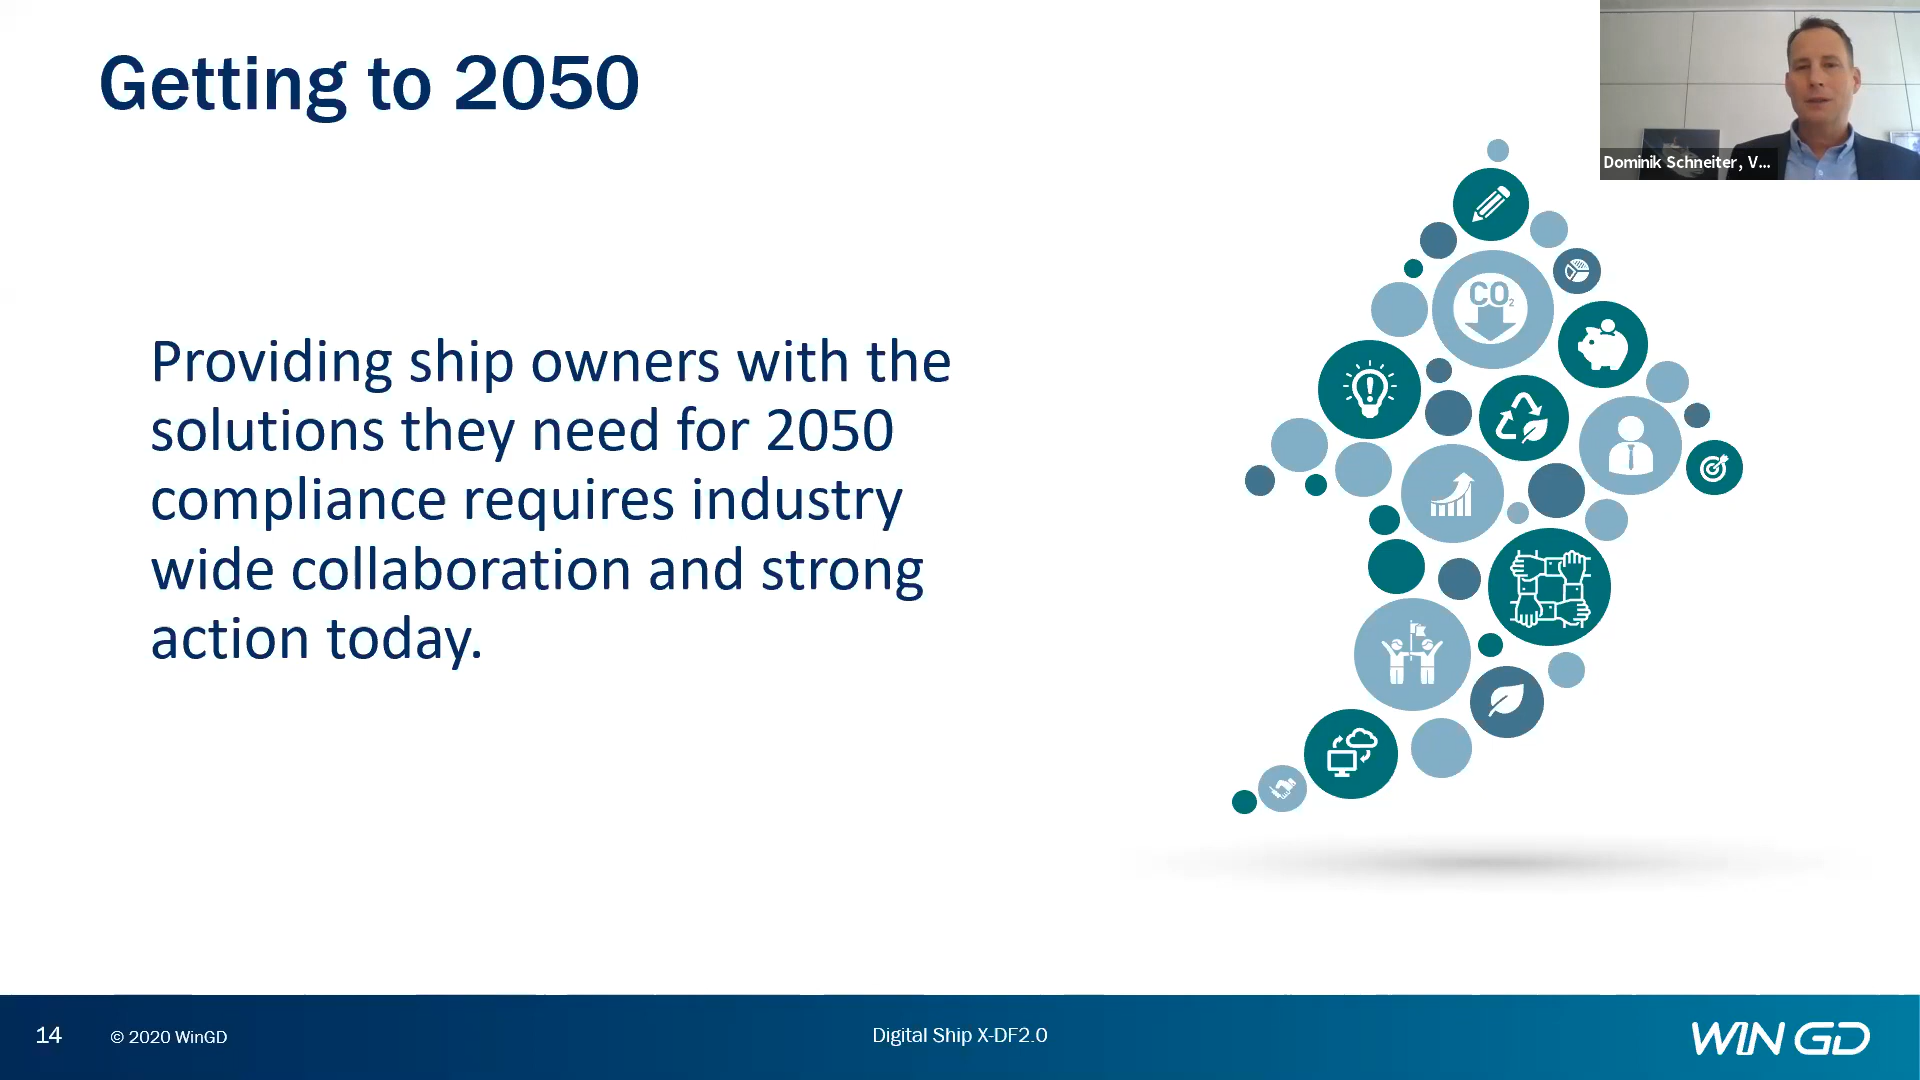 Getting to 2050
Dominik Schneiter, V...
CO2
Providing ship owners with the
solutions they need for 2050
compliance requires industry
wide collaboration and strong
action today.
14
© 2020 WinGD
Digital Ship X-DF2.0
WIN GD